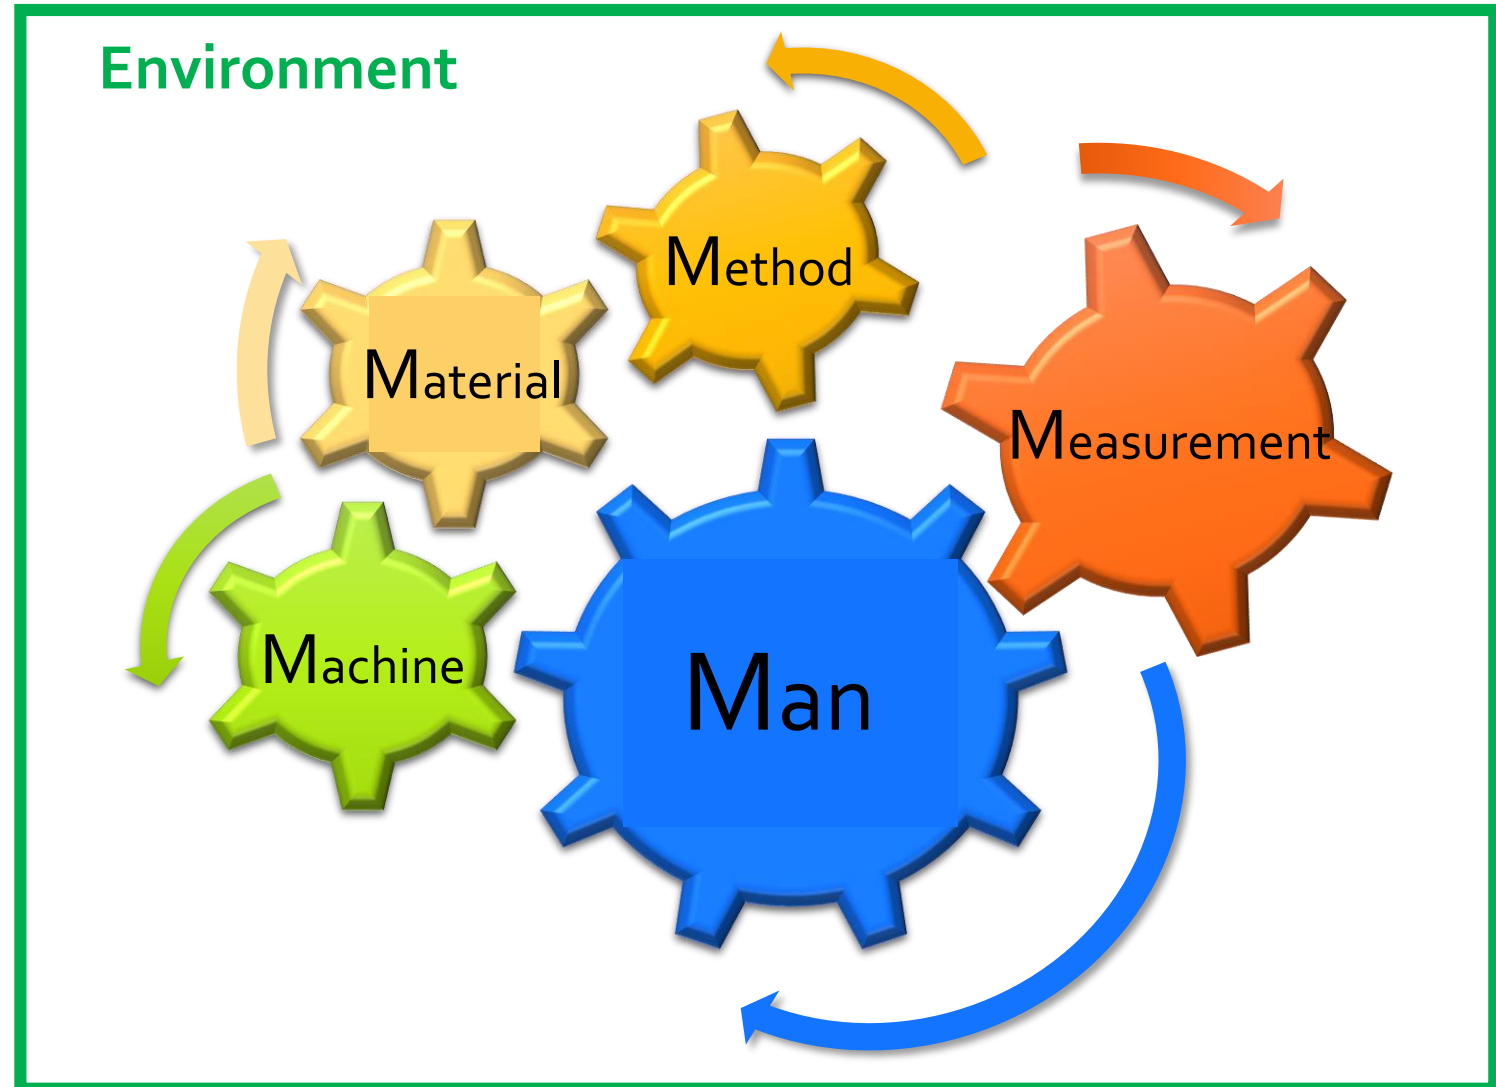 Environment
Method
Material
Measurement
Machine
Man